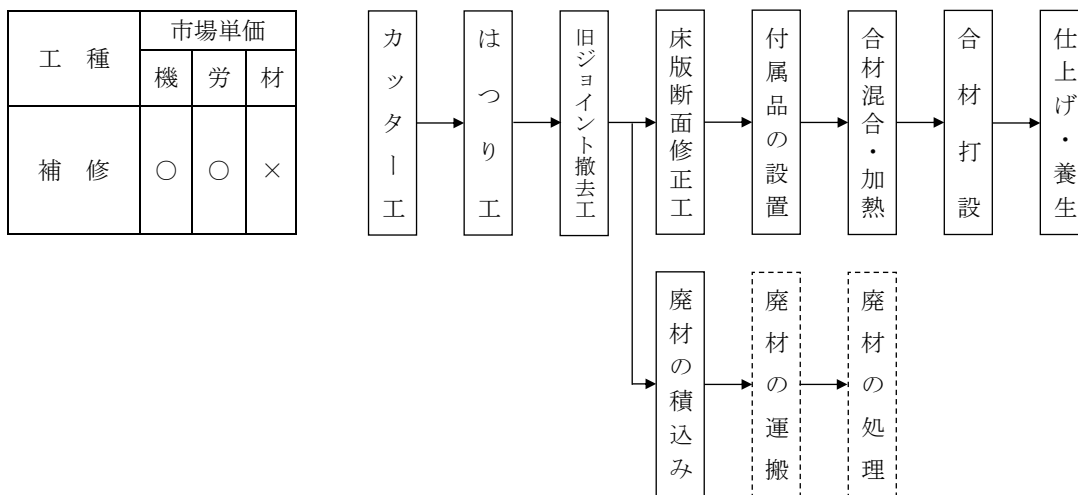 工種
市場単価
機 労 材
補修 ○ ○ ×
カッター工
はつり工
旧ジョイント撤去工
床版断面修正工
付属品の設置
合材混合・加熱
合材打設
仕上げ・養生
廃材の積込み
廃材の運搬
廃材の処理